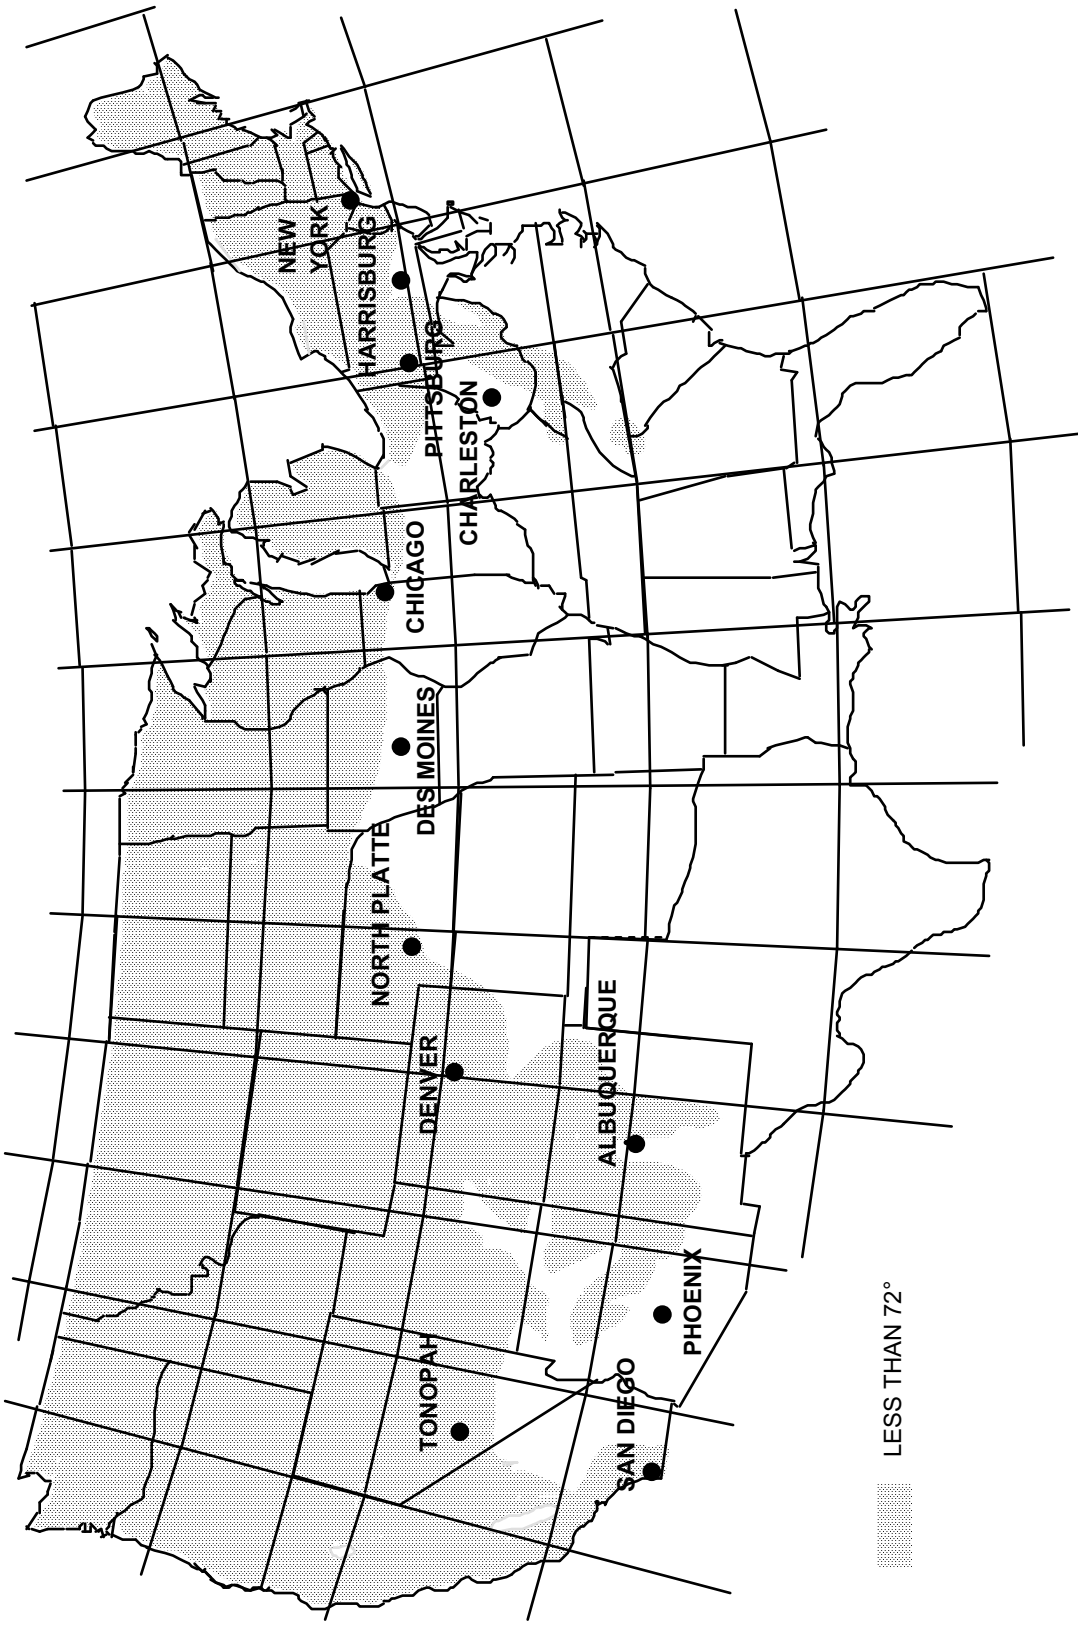 NEW
YORK
HARRISBURG
PITTSBURG
CHARLESTON
CHICAGO
DES MOINES
NORTH PLATTE
DENVER
ALBUQUERQUE
PHOENIX
TONOPAH
SAN DIEGO
LESS THAN 72°